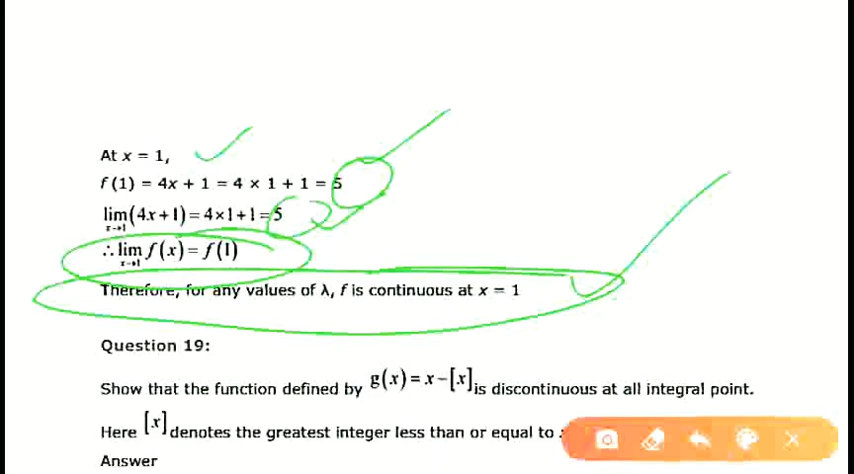 At x = 1,
f (1) = 4x + 1 = 4 × 1 + 1 = 5
lim(4x+1)=4×1+1=5
x→1
∴ lim f(x)= f(1)
x→1
Therefore, for any values of λ, f is continuous at x = 1
Question 19:
Show that the function defined by g(x)=x−[x] is discontinuous at all integral point.
Here [x] denotes the greatest integer less than or equal to
Answer